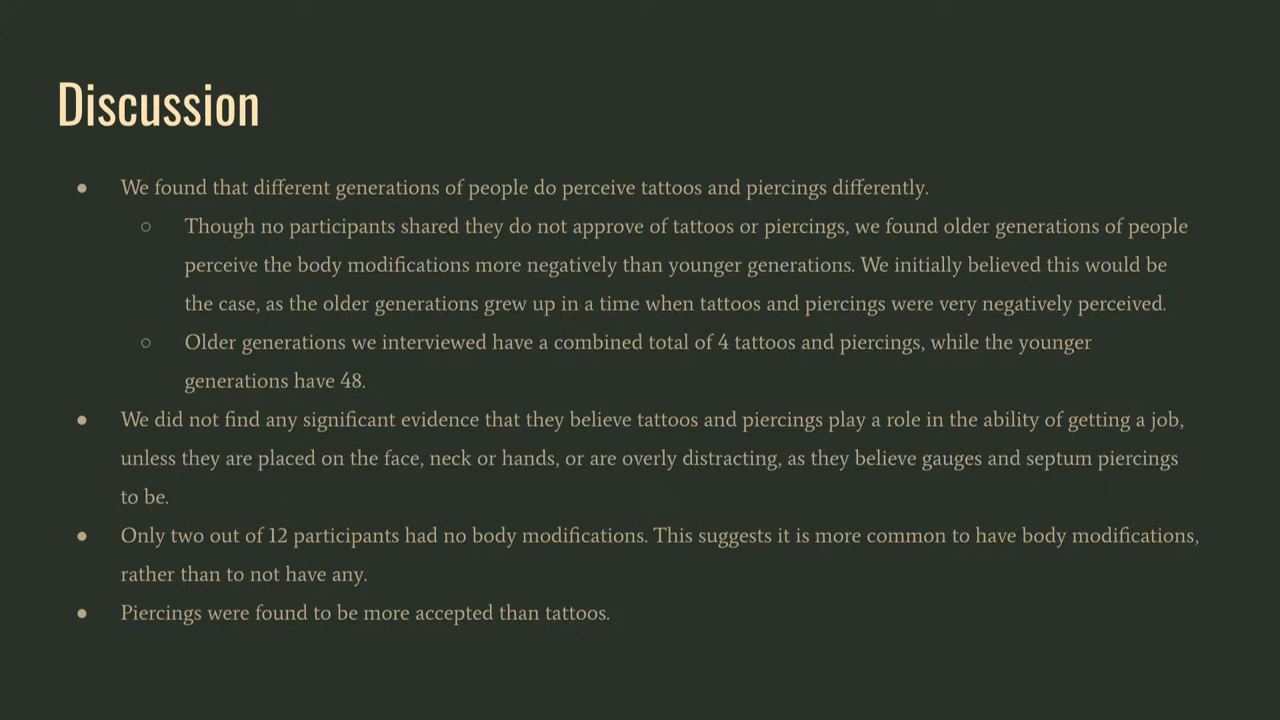 Discussion
● We found that different generations of people do perceive tattoos and piercings differently.
○ Though no participants shared they do not approve of tattoos or piercings, we found older generations of people
perceive the body modifications more negatively than younger generations. We initially believed this would be
the case, as the older generations grew up in a time when tattoos and piercings were very negatively perceived.
○ Older generations we interviewed have a combined total of 4 tattoos and piercings, while the younger
generations have 48.
● We did not find any significant evidence that they believe tattoos and piercings play a role in the ability of getting a job,
unless they are placed on the face, neck or hands, or are overly distracting, as they believe gauges and septum piercings
to be.
● Only two out of 12 participants had no body modifications. This suggests it is more common to have body modifications,
rather than to not have any.
● Piercings were found to be more accepted than tattoos.